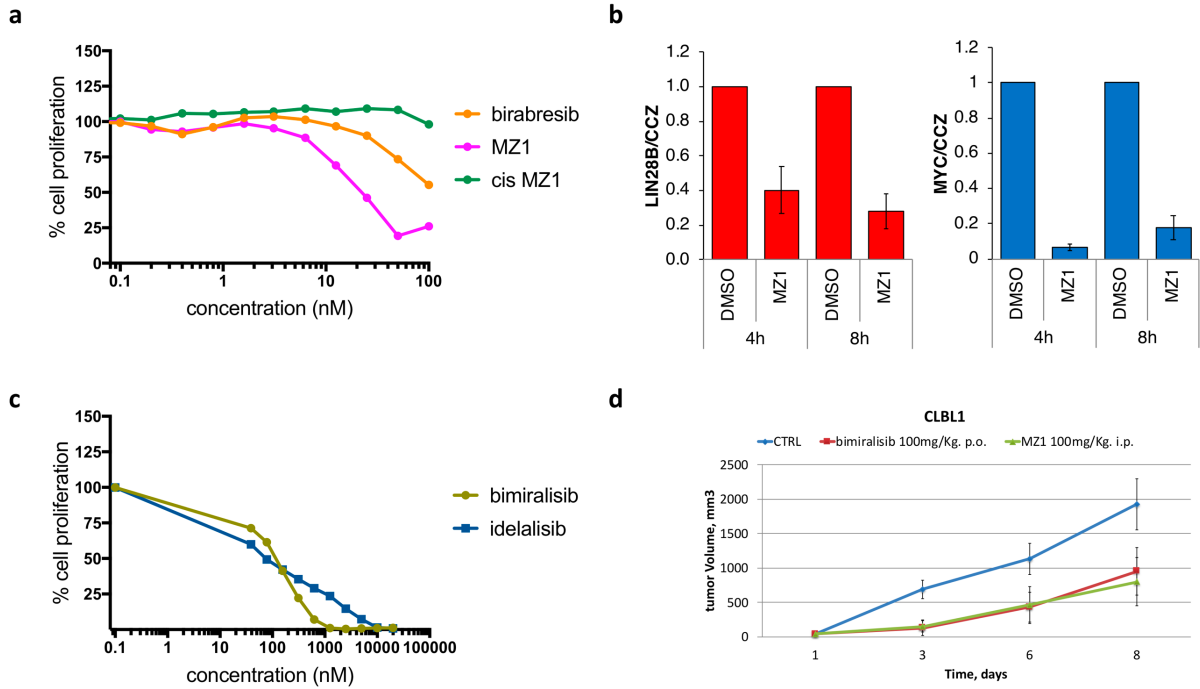 a
150
125
100
75
50
25
0
% cell proliferation
0.1 1 10 100
concentration (nM)
birabresib
MZ1
cis MZ1
b
1.2
1.0
0.8
0.6
0.4
0.2
0.0
LIN28B/CCZ
DMSO MZ1 DMSO MZ1
4h 8h
1.2
1
0.8
0.6
0.4
0.2
0
MYC/CCZ
DMSO MZ1 DMSO MZ1
4h 8h
c
150
125
100
75
50
25
% cell proliferation
0.1 1 10 100 1000 10000 100000
concentration (nM)
bimiralisib
idelalisib
d
CLBL1
CTRL bimiralisib 100mg/Kg. p.o. MZ1 100mg/Kg. i.p.
2500
2000
1500
1000
500
0
tumor Volume, mm3
1 3 6 8
Time, days